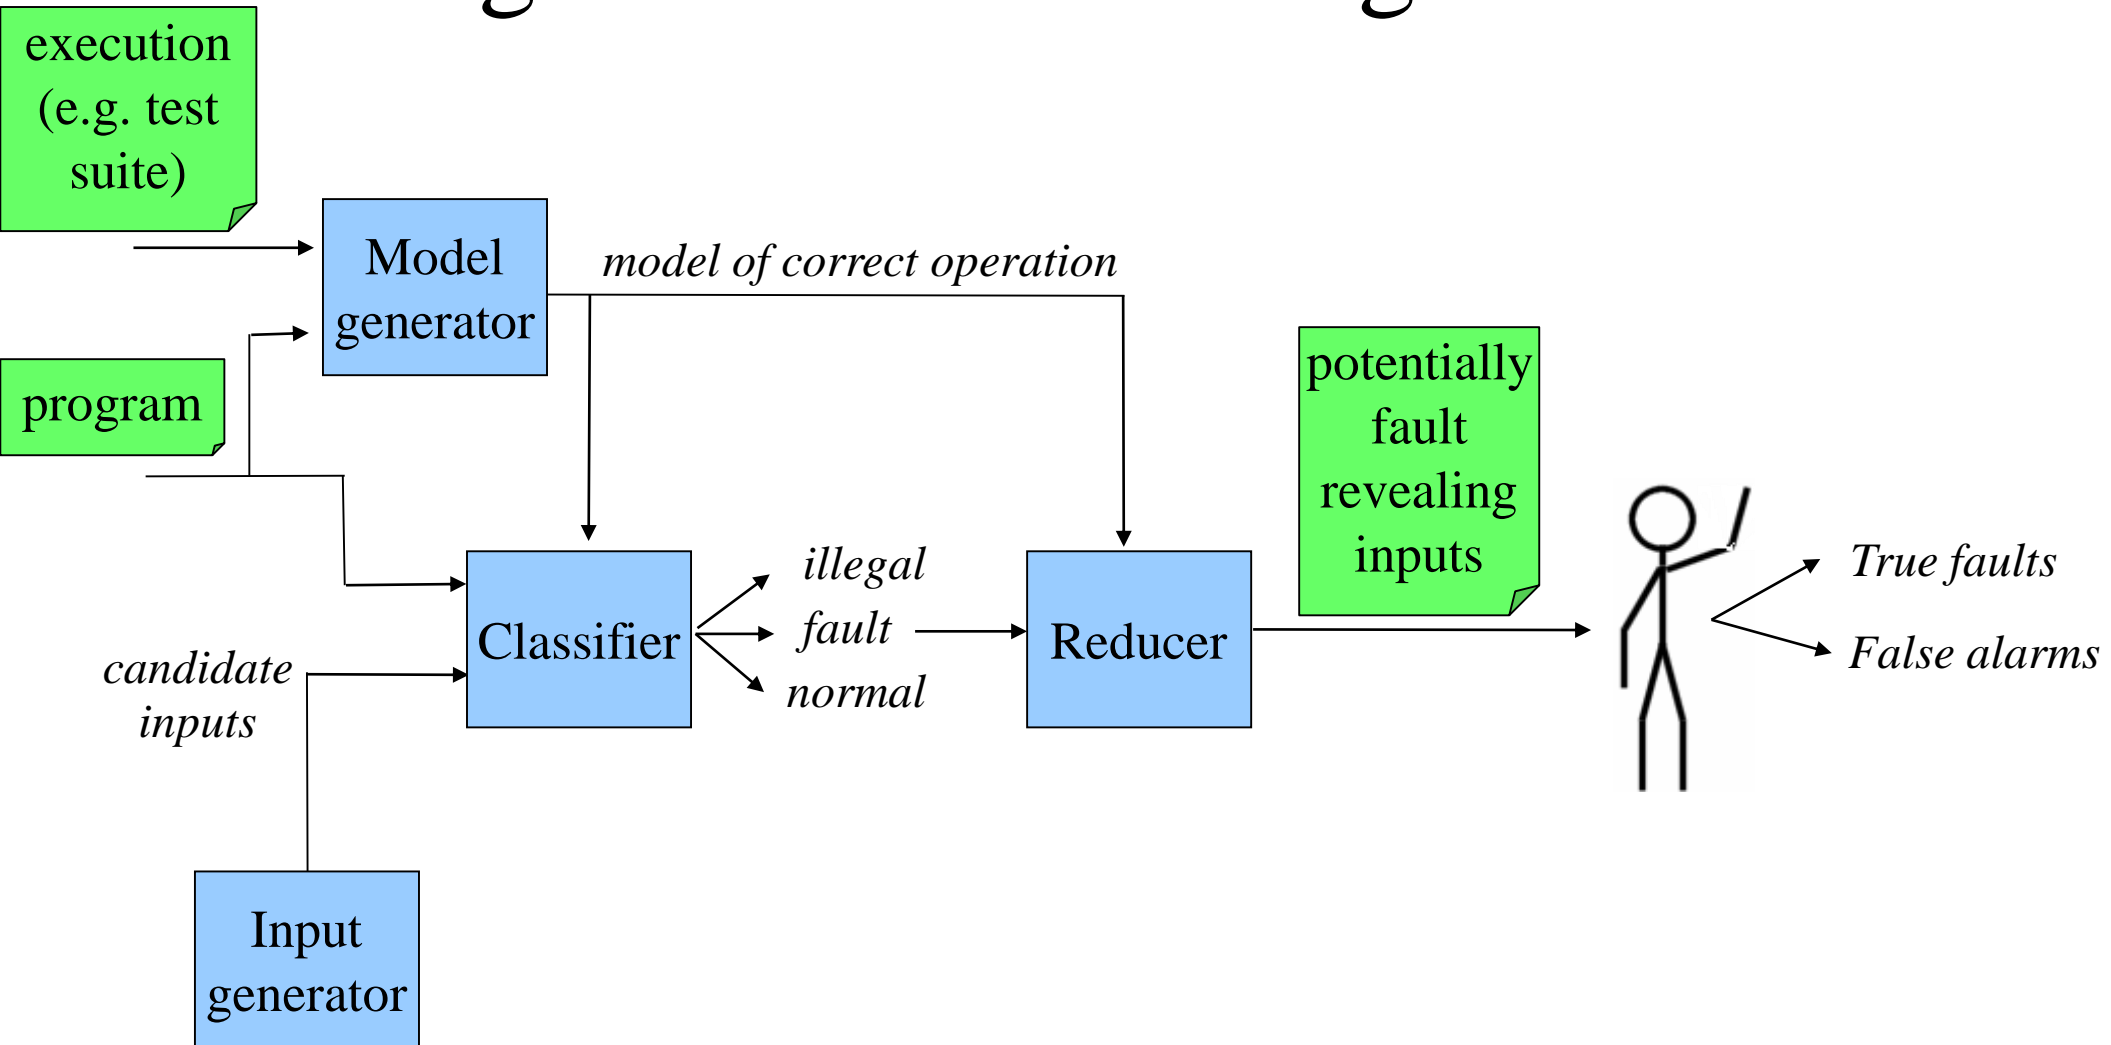 execution
(e.g. test
suite)
Model
generator
model of correct operation
program
potentially
fault
revealing
inputs
illegal
fault
normal
Classifier
Reducer
True faults
False alarms
candidate
inputs
Input
generator